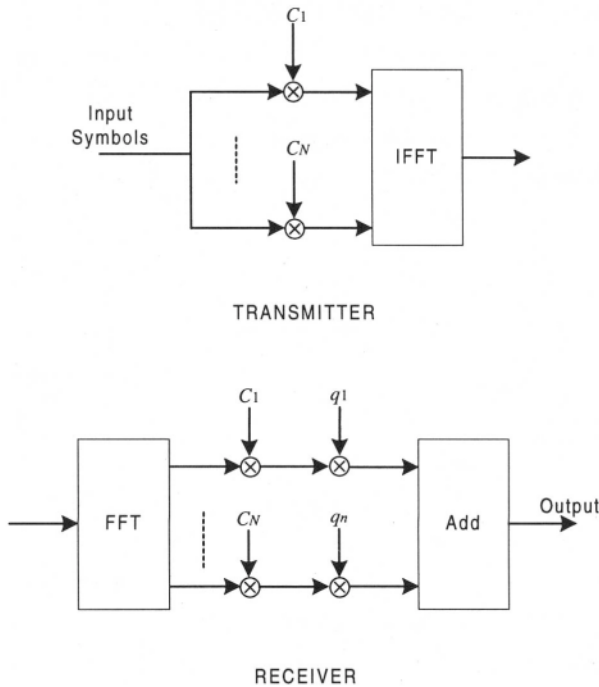 C1
Input
Symbols
CN
IFFT
TRANSMITTER
C1
q1
FFT
CN
qn
Add
Output
RECEIVER